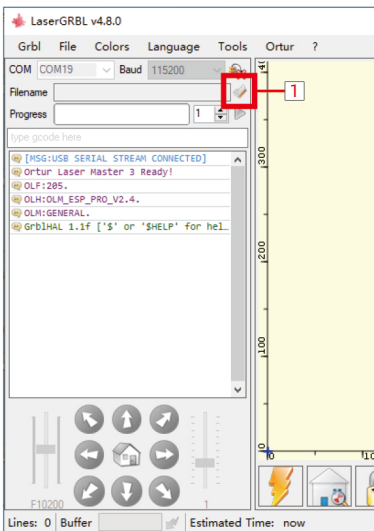 LaserGRBL v4.8.0
Grbl File Colors Language Tools Ortur ?
COM COM19 Baud 115200
Filename
1
Progress 1
type gcode here
[MSG:USB SERIAL STREAM CONNECTED]
Ortur Laser Master 3 Ready!
OLF:205.
OLH:OLM_ESP_PRO_V2.4.
OLM:GENERAL.
GrblHAL 1.1f ['$' or '$HELP' for hel…
300
200
100
0
0
F10200 1
Lines: 0 Buffer Estimated Time: now